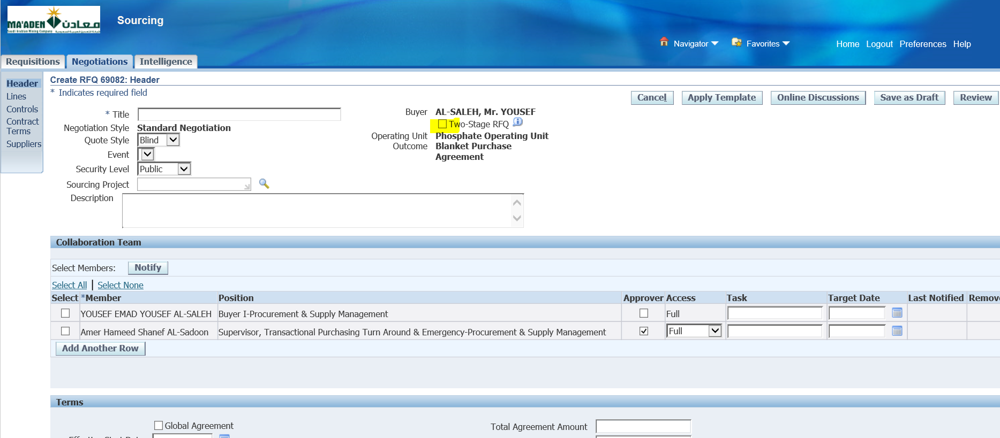 MA'ADEN معادن
Saudi Arabian Mining Company شركة التعدين العربية السعودية
Sourcing
Navigator Favorites Home Logout Preferences Help
Requisitions Negotiations Intelligence
Header
Lines
Controls
Contract
Terms
Suppliers
Create RFQ 69082: Header
* Indicates required field
Cancel Apply Template Online Discussions Save as Draft Review
* Title
Negotiation Style Standard Negotiation
Quote Style Blind
Event
Security Level Public
Sourcing Project
Description
Buyer AL-SALEH, Mr. YOUSEF
Two-Stage RFQ
Operating Unit Phosphate Operating Unit
Outcome Blanket Purchase
Agreement
Collaboration Team
Select Members: Notify
Select All | Select None
Select *Member Position Approver Access Task Target Date Last Notified Remove
YOUSEF EMAD YOUSEF AL-SALEH Buyer I-Procurement & Supply Management Full
Amer Hameed Shanef AL-Sadoon Supervisor, Transactional Purchasing Turn Around & Emergency-Procurement & Supply Management Full
Add Another Row
Terms
Global Agreement
Total Agreement Amount